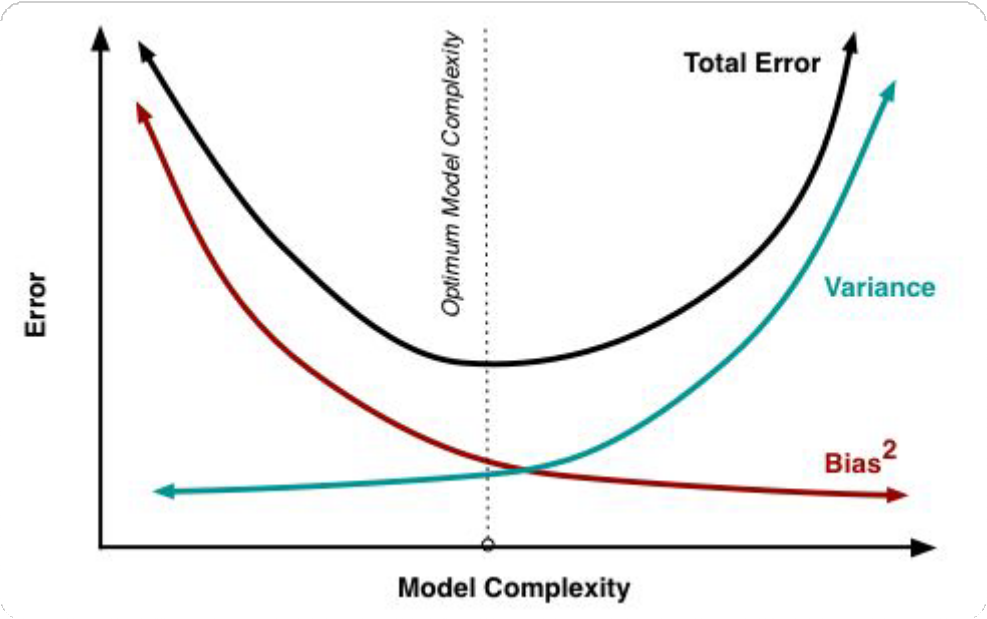 Optimum Model Complexity
Total Error
Variance
Error
Bias²
Model Complexity